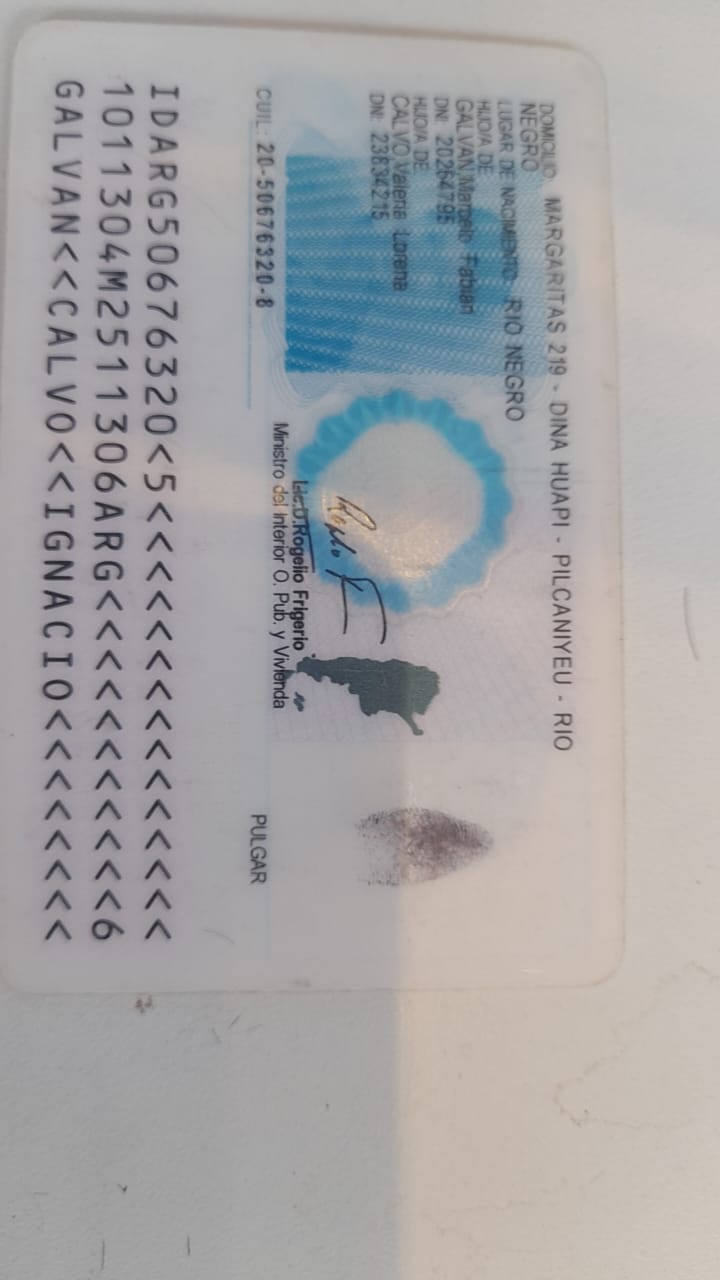 DOMICILIO: MARGARITAS 219 - DINA HUAPI - PILCANIYEU - RIO
NEGRO
LUGAR DE NACIMIENTO: RIO NEGRO
HIJO/A DE
GALVAN Marcelo Fabian
DNI: 20264795
HIJO/A DE
CALVO Valeria Lorena
DNI: 23834215
Lic.D.Rogelio Frigerio
Ministro del Interior O. Pub. y Vivienda
CUIL: 20-50676320-8
PULGAR
IDARG50676320<5<<<<<<<<<<<<<<<
1011304M2511306ARG<<<<<<<<<<<6
GALVAN<<CALVO<<IGNACIO<<<<<<<<